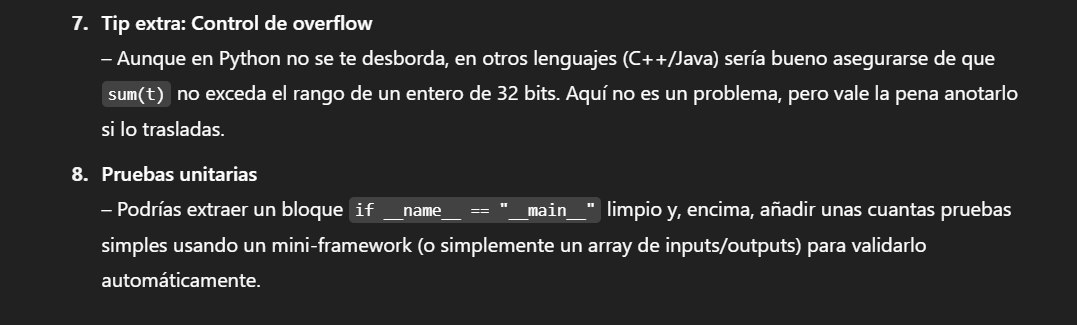 7. Tip extra: Control de overflow
– Aunque en Python no se te desborda, en otros lenguajes (C++/Java) sería bueno asegurarse de que
sum(t) no exceda el rango de un entero de 32 bits. Aquí no es un problema, pero vale la pena anotarlo
si lo trasladas.
8. Pruebas unitarias
– Podrías extraer un bloque if __name__ == "__main__" limpio y, encima, añadir unas cuantas pruebas
simples usando un mini-framework (o simplemente un array de inputs/outputs) para validarlo
automáticamente.